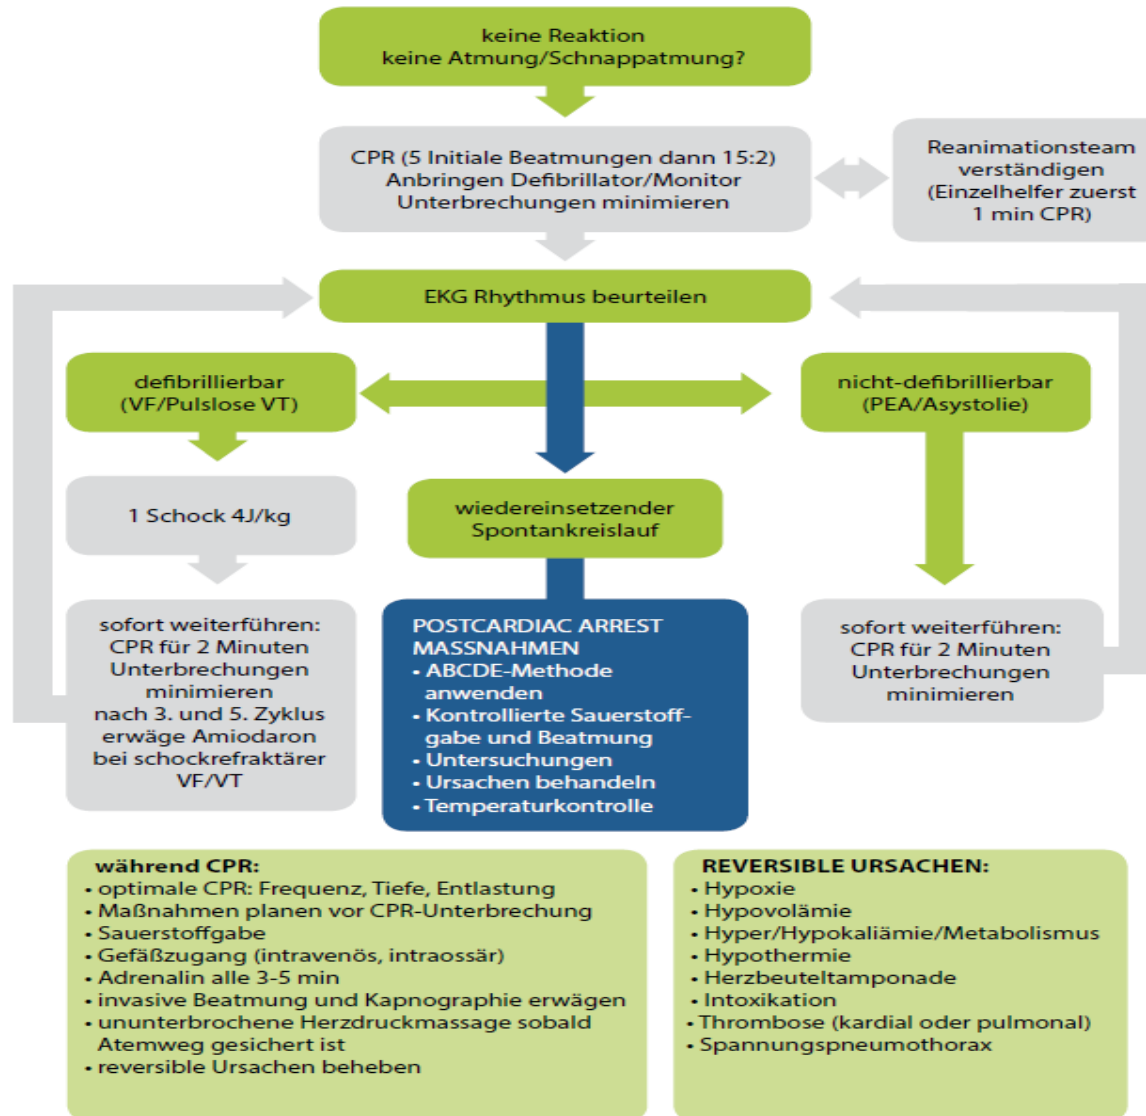 keine Reaktion
keine Atmung/Schnappatmung?
CPR (5 Initiale Beatmungen dann 15:2)
Anbringen Defibrillator/Monitor
Unterbrechungen minimieren
Reanimationsteam
verständigen
(Einzelhelfer zuerst
1 min CPR)
EKG Rhythmus beurteilen
defibrillierbar
(VF/Pulslose VT)
nicht-defibrillierbar
(PEA/Asystolie)
1 Schock 4J/kg
wiedereinsetzender
Spontankreislauf
sofort weiterführen:
CPR für 2 Minuten
Unterbrechungen
minimieren
nach 3. und 5. Zyklus
erwäge Amiodaron
bei schockrefraktärer
VF/VT
POSTCARDIAC ARREST
MASSNAHMEN
• ABCDE-Methode
anwenden
• Kontrollierte Sauerstoff-
gabe und Beatmung
• Untersuchungen
• Ursachen behandeln
• Temperaturkontrolle
sofort weiterführen:
CPR für 2 Minuten
Unterbrechungen
minimieren
während CPR:
• optimale CPR: Frequenz, Tiefe, Entlastung
• Maßnahmen planen vor CPR-Unterbrechung
• Sauerstoffgabe
• Gefäßzugang (intravenös, intraossär)
• Adrenalin alle 3-5 min
• invasive Beatmung und Kapnographie erwägen
• ununterbrochene Herzdruckmassage sobald
Atemweg gesichert ist
• reversible Ursachen beheben
REVERSIBLE URSACHEN:
• Hypoxie
• Hypovolämie
• Hyper/Hypokaliämie/Metabolismus
• Hypothermie
• Herzbeuteltamponade
• Intoxikation
• Thrombose (kardial oder pulmonal)
• Spannungspneumothorax